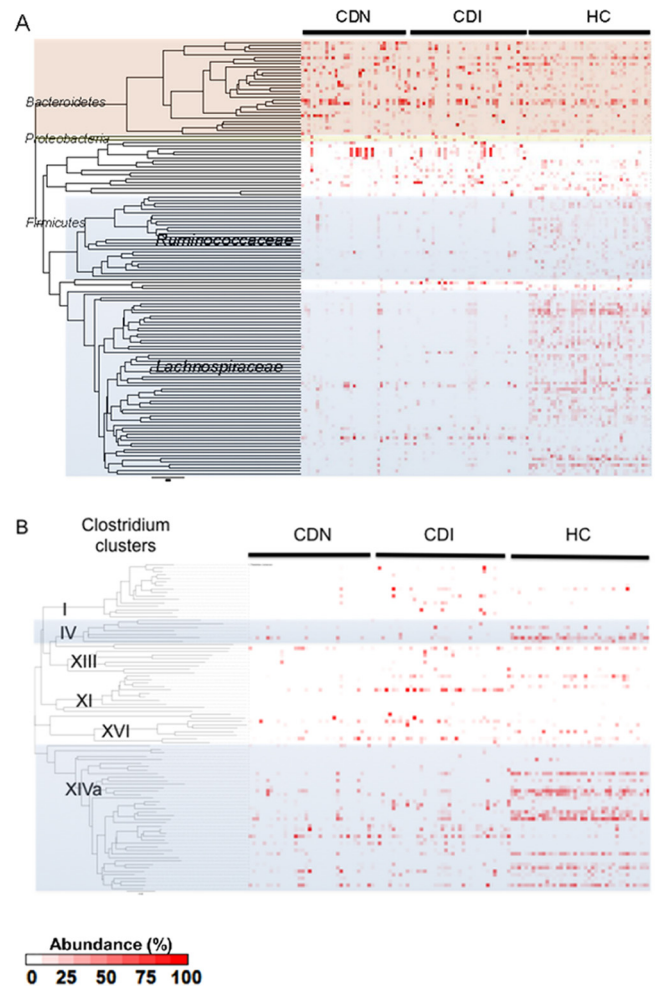 A
CDN CDI HC
Bacteroidetes
Proteobacteria
Firmicutes
Ruminococcaceae
Lachnospiraceae
B
Clostridium
clusters
CDN CDI HC
I
IV
XIII
XI
XVI
XIVa
Abundance (%)
0 25 50 75 100